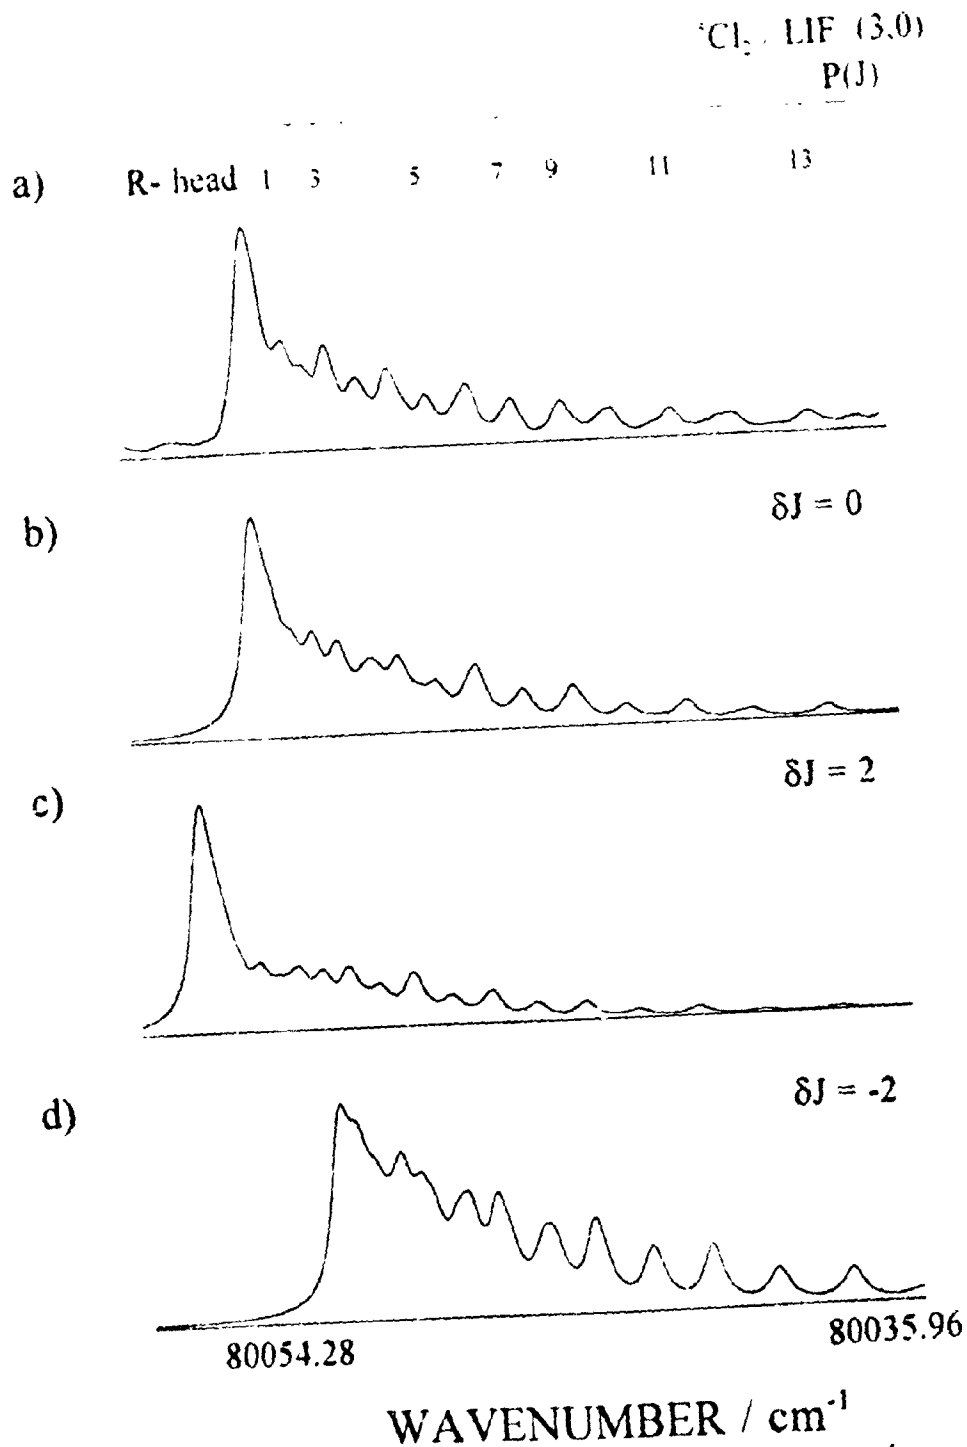 Cl₂ LIF (3,0)
P(J)
a) R- head 1 3 5 7 9 11 13
δJ = 0
b)
δJ = 2
c)
δJ = -2
d)
80054.28 80035.96
WAVENUMBER / cm⁻¹